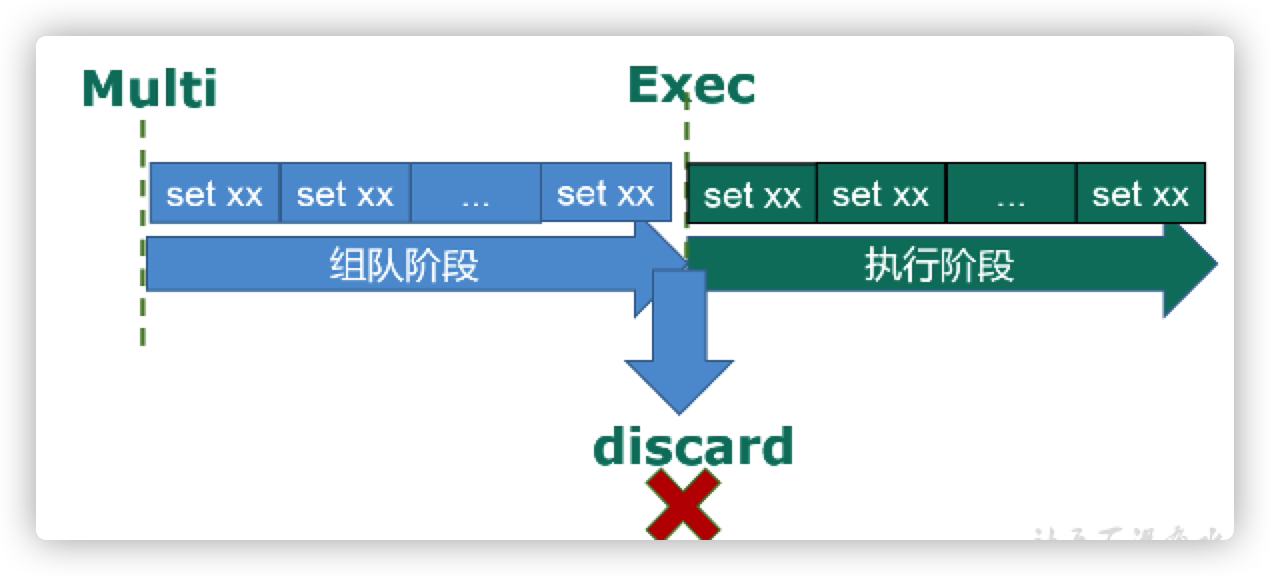 Multi
Exec
set xx
set xx
...
set xx
set xx
set xx
...
set xx
组队阶段
执行阶段
discard